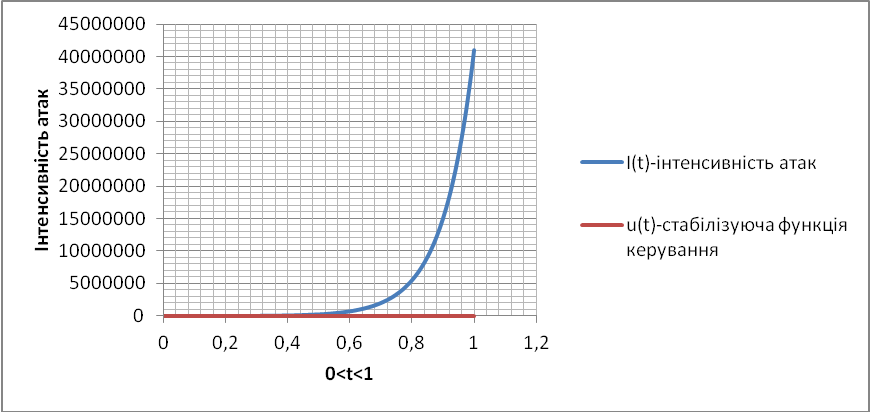 45000000
40000000
35000000
30000000
25000000
20000000
15000000
10000000
5000000
0
Інтенсивність атак
0 0,2 0,4 0,6 0,8 1 1,2
0<t<1
I(t)-інтенсивність атак
u(t)-стабілізуюча функція
керування